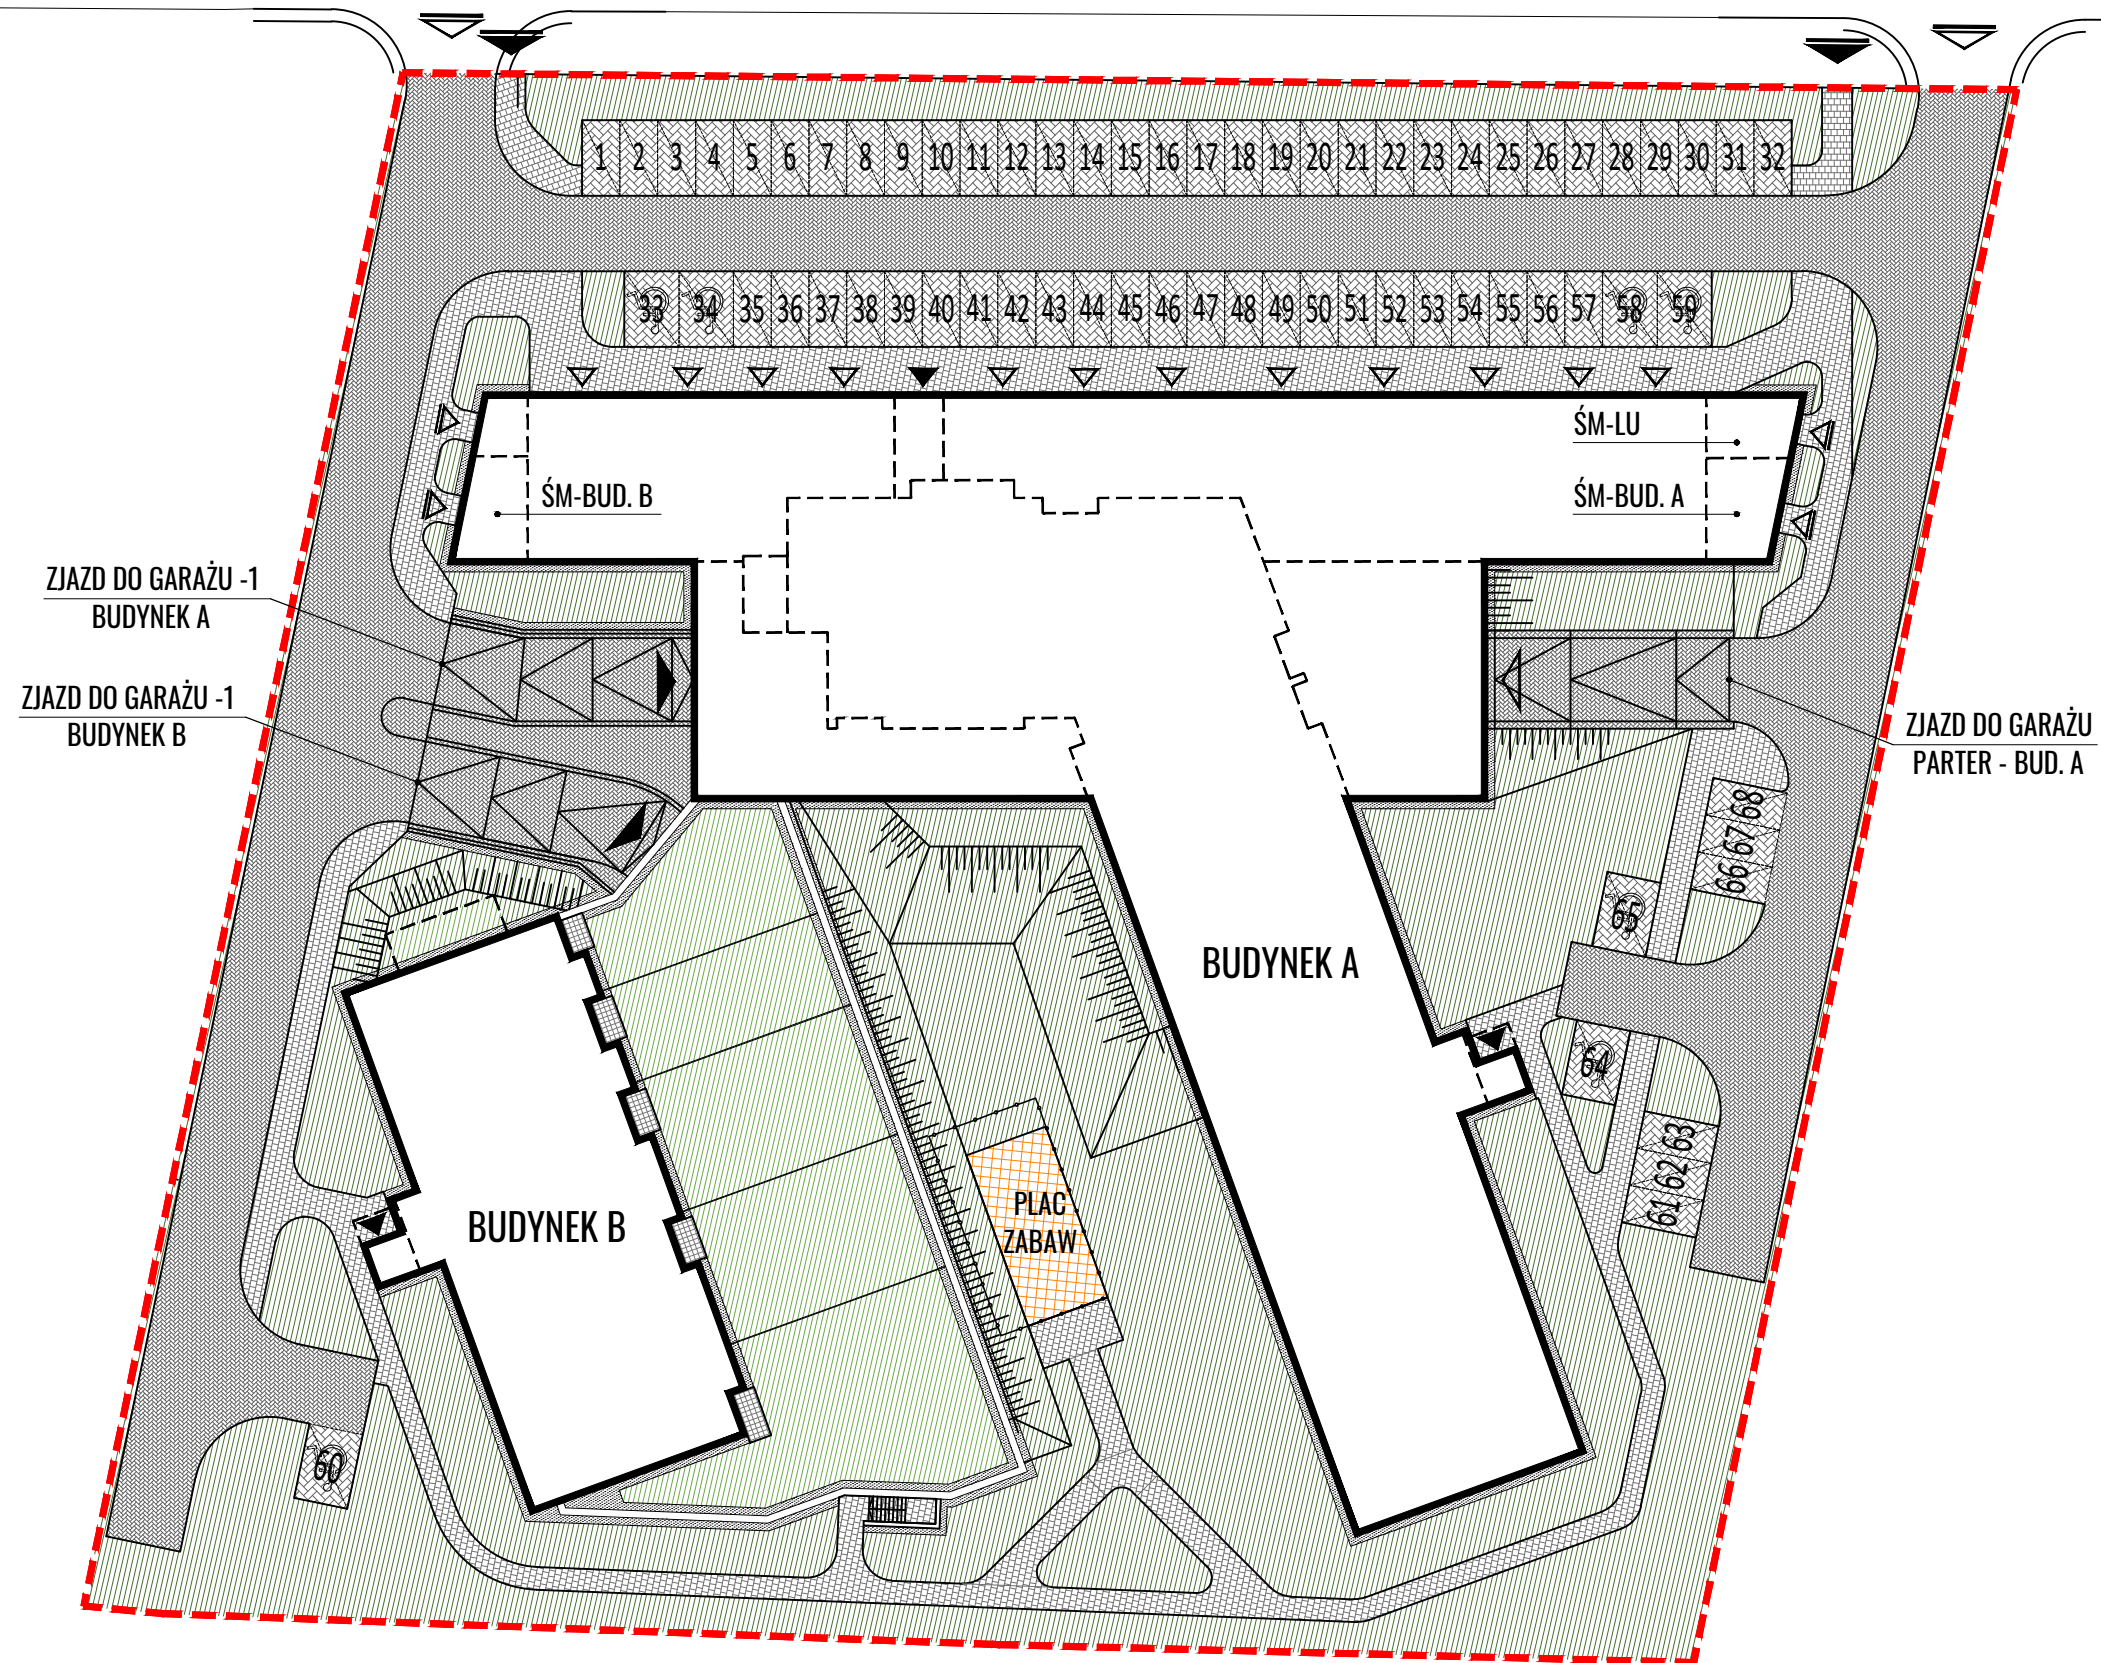 1 2 3 4 5 6 7 8 9 10 11 12 13 14 15 16 17 18 19 20 21 22 23 24 25 26 27 28 29 30 31 32
33 34 35 36 37 38 39 40 41 42 43 44 45 46 47 48 49 50 51 52 53 54 55 56 57 58 59
ŚM-LU
ŚM-BUD. B
ŚM-BUD. A
ZJAZD DO GARAŻU -1
BUDYNEK A
ZJAZD DO GARAŻU -1
BUDYNEK B
ZJAZD DO GARAŻU
PARTER - BUD. A
66 67 68
65
BUDYNEK A
64
61 62 63
PLAC
ZABAW
BUDYNEK B
60